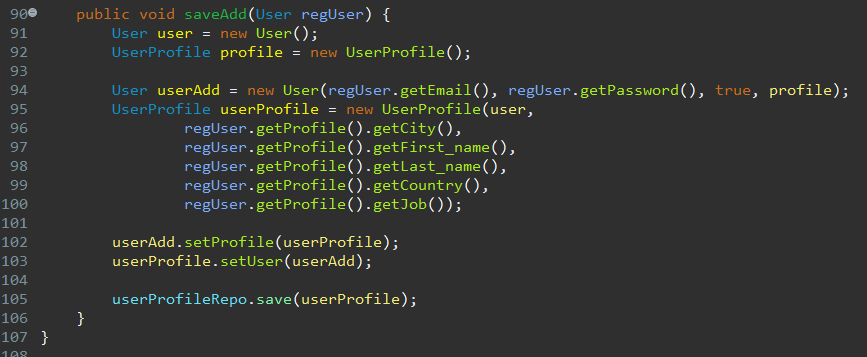 90    public void saveAdd(User regUser) {
91        User user = new User();
92        UserProfile profile = new UserProfile();
93
94        User userAdd = new User(regUser.getEmail(), regUser.getPassword(), true, profile);
95        UserProfile userProfile = new UserProfile(user,
96                regUser.getProfile().getCity(),
97                regUser.getProfile().getFirst_name(),
98                regUser.getProfile().getLast_name(),
99                regUser.getProfile().getCountry(),
100                regUser.getProfile().getJob());
101
102        userAdd.setProfile(userProfile);
103        userProfile.setUser(userAdd);
104
105        userProfileRepo.save(userProfile);
106    }
107 }
108